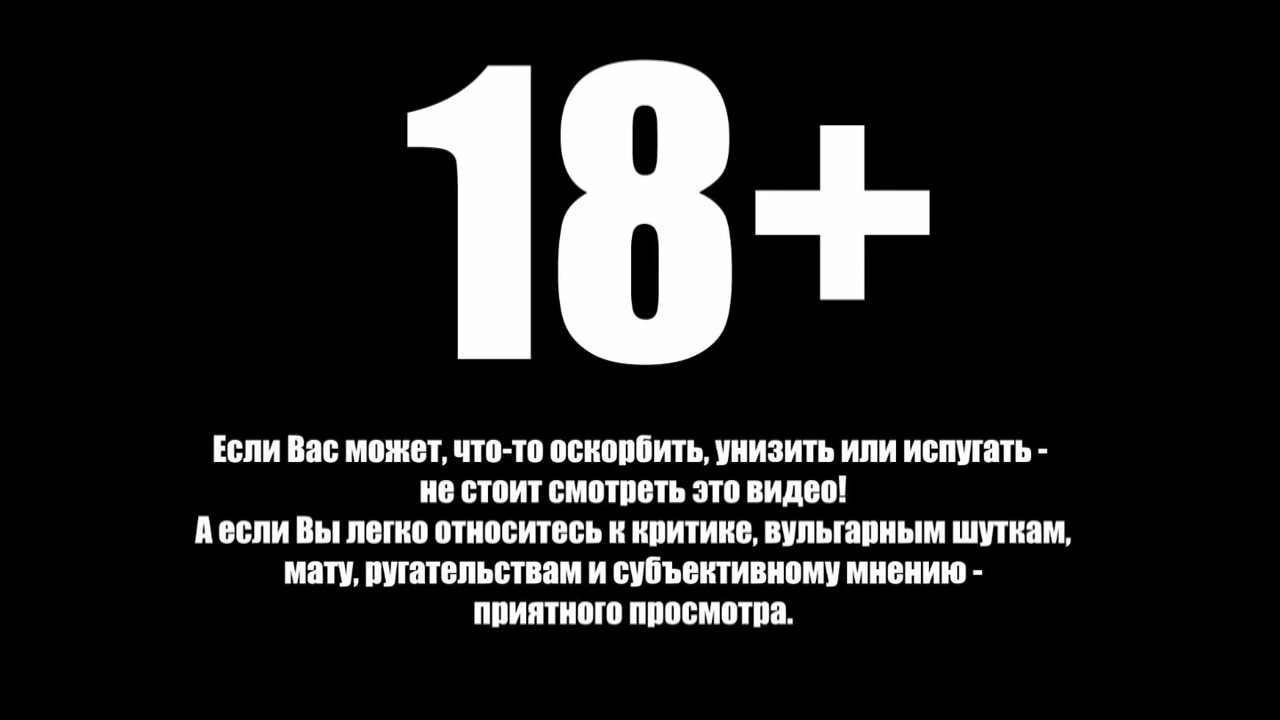 18+
Если Вас может, что-то оскорбить, унизить или испугать -
не стоит смотреть это видео!
А если Вы легко относитесь к критике, вульгарным шуткам,
мату, ругательствам и субъективному мнению -
приятного просмотра.